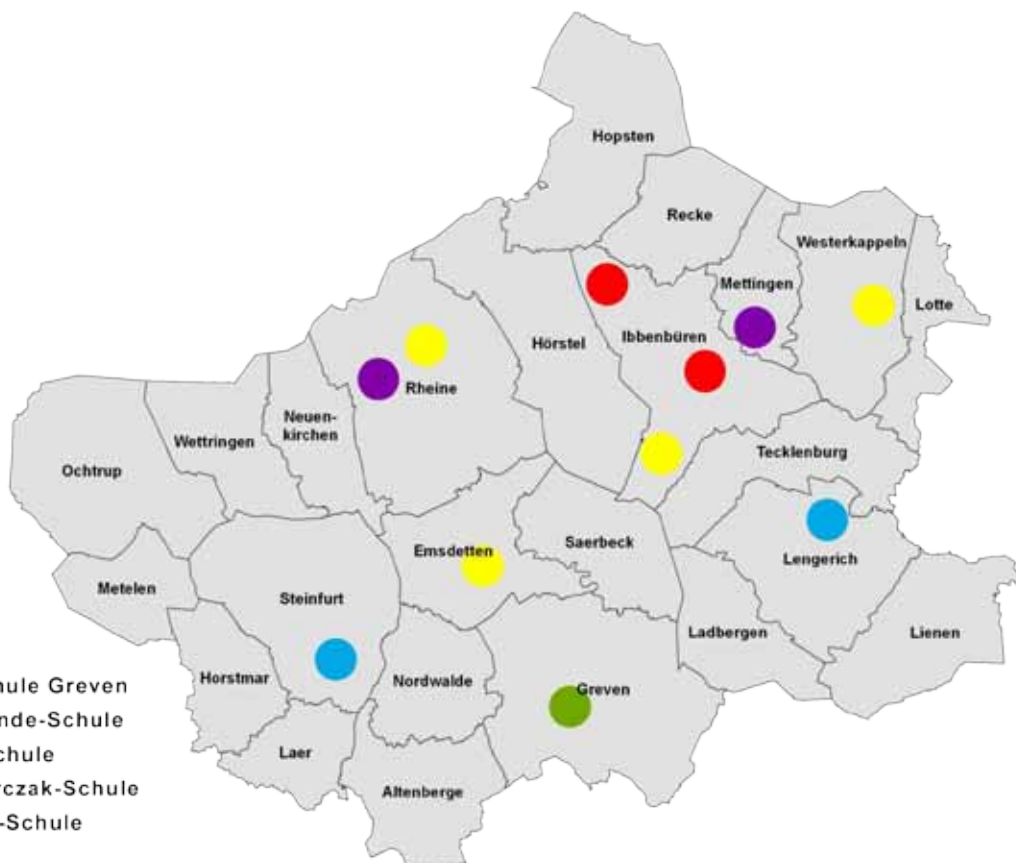 Hopsten
Recke
Westerkappeln
Mettingen
Lotte
Ibbenbüren
Hörstel
Rheine
Neuen-
kirchen
Wettringen
Ochtrup
Tecklenburg
Emsdetten
Saerbeck
Lengerich
Metelen
Steinfurt
Ladbergen
Lienen
Horstmar
Nordwalde
Greven
Laer
Altenberge
hule Greven
nde-Schule
chule
rczak-Schule
-Schule